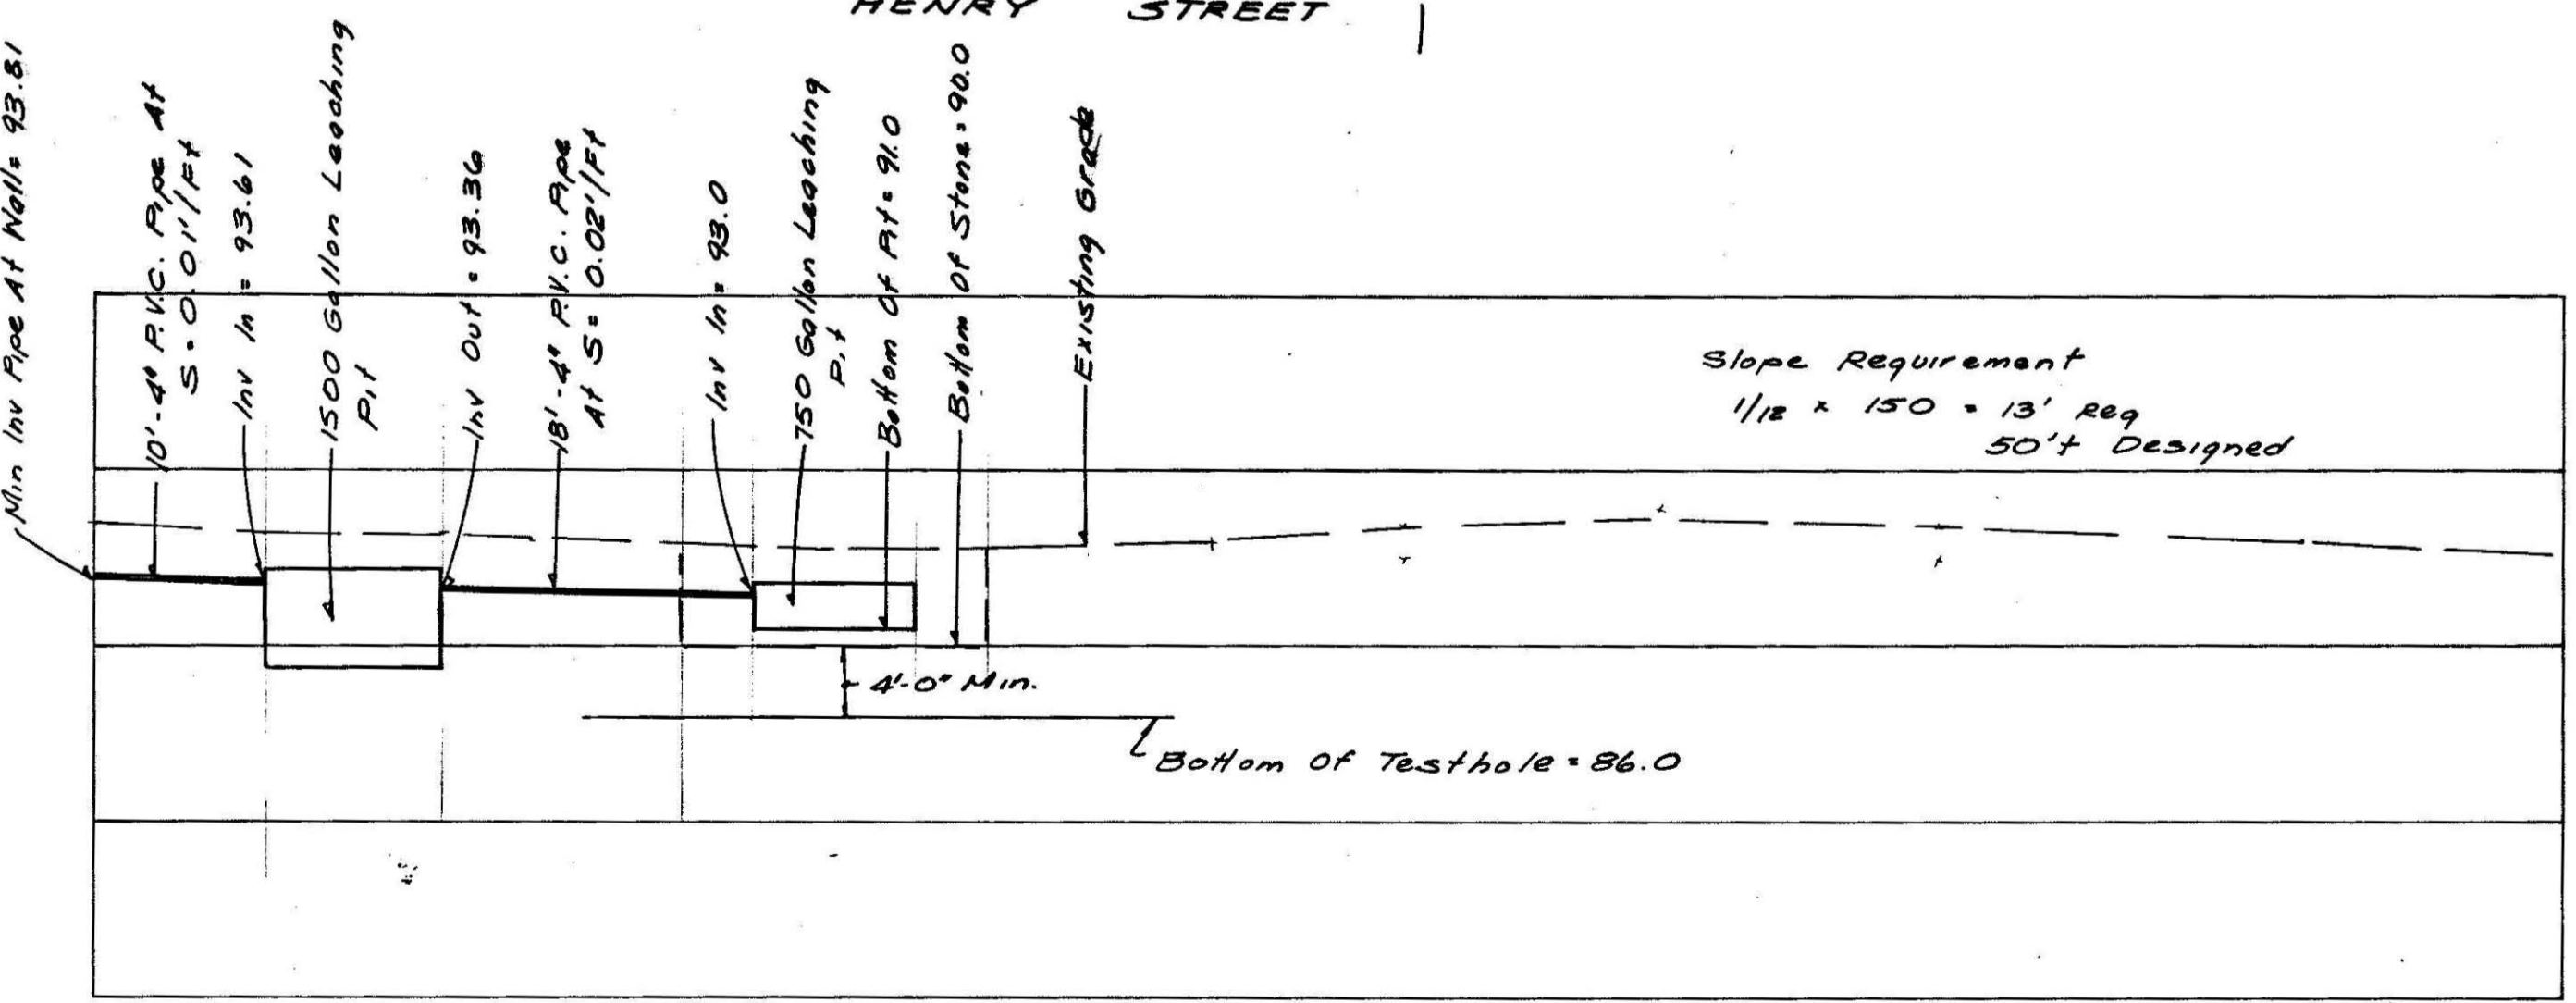 HENRY STREET
Min Inv Pipe At Wall= 93.81
10'-4" P.V.C. Pipe At
S=0.01'/Ft
Inv In = 93.61
1500 Gallon Leaching
Pit
Inv Out = 93.36
18'-4" P.V.C. Pipe
At S= 0.02'/Ft
Inv In= 93.0
750 Gallon Leaching
Pit
Bottom Of Pit= 91.0
Bottom Of Stone= 90.0
Existing Grade
Slope Requirement
1/12 x 150 = 13' Req
50'± Designed
4'-0" Min.
Bottom Of Testhole = 86.0